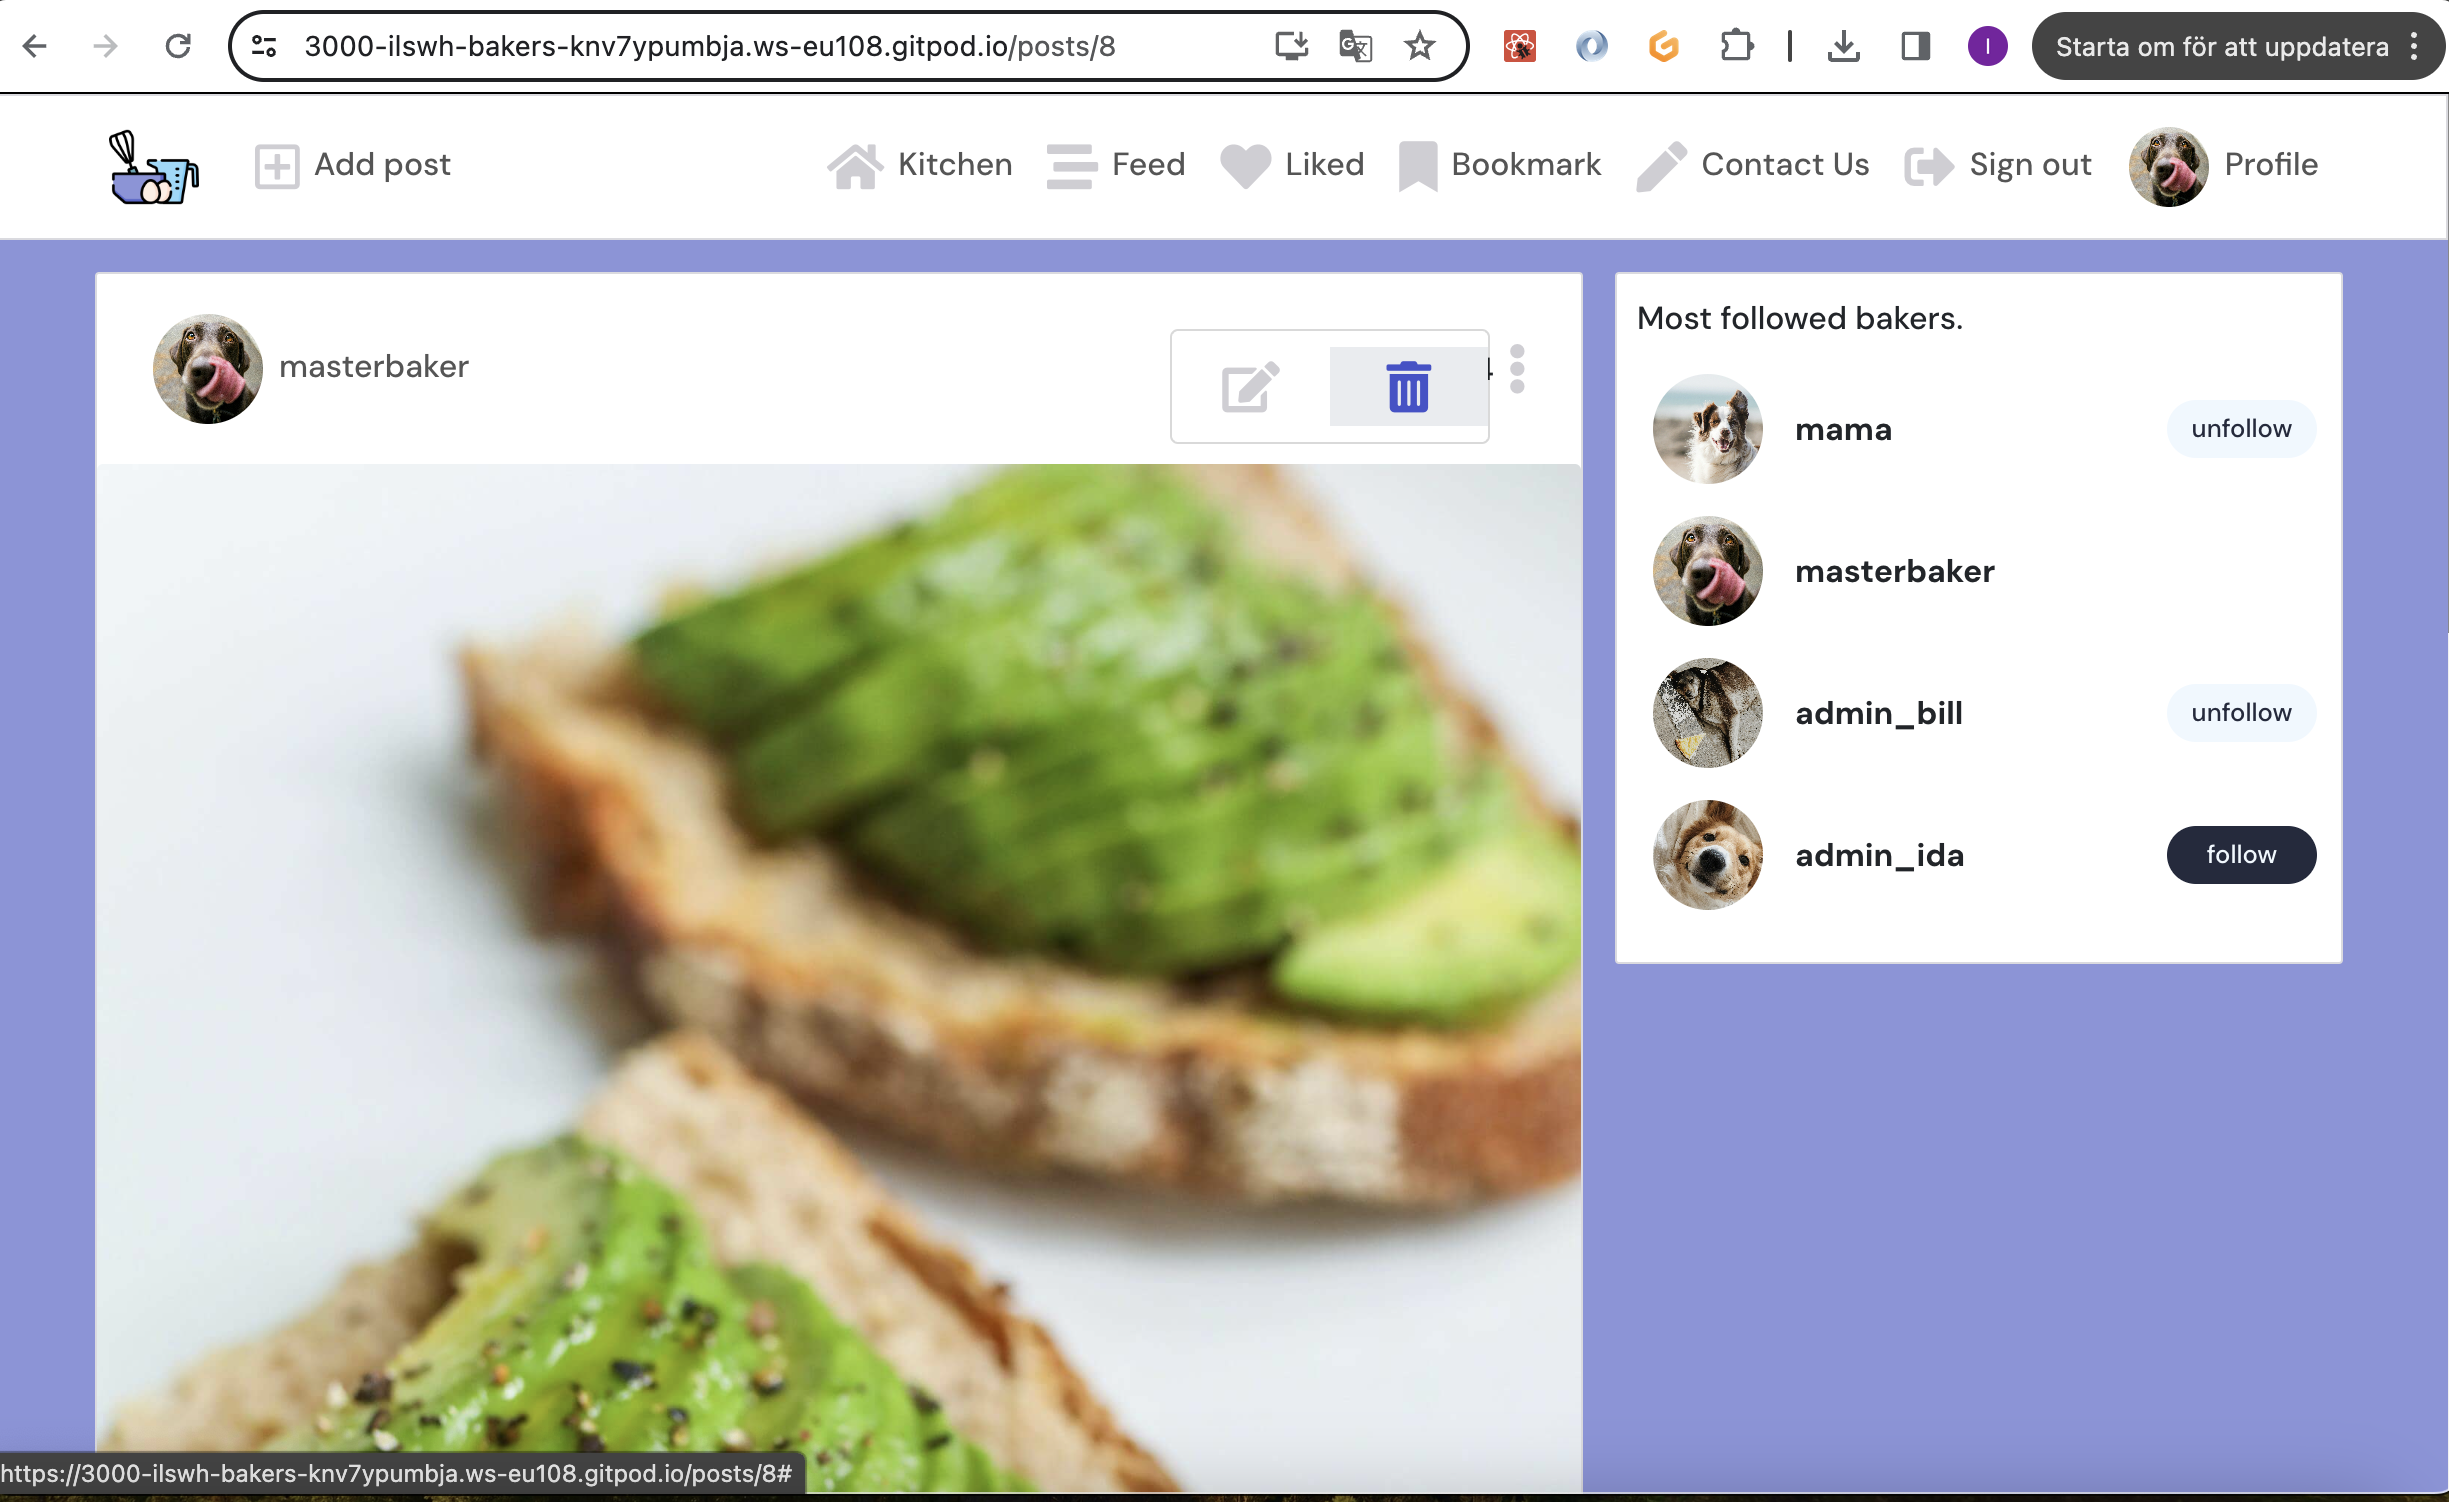 3000-ilswh-bakers-knv7ypumbja.ws-eu108.gitpod.io/posts/8
I
Starta om för att uppdatera
Add post
Kitchen
Feed
Liked
Bookmark
Contact Us
Sign out
Profile
masterbaker
Most followed bakers.
mama
unfollow
masterbaker
admin_bill
unfollow
admin_ida
follow
https://3000-ilswh-bakers-knv7ypumbja.ws-eu108.gitpod.io/posts/8#